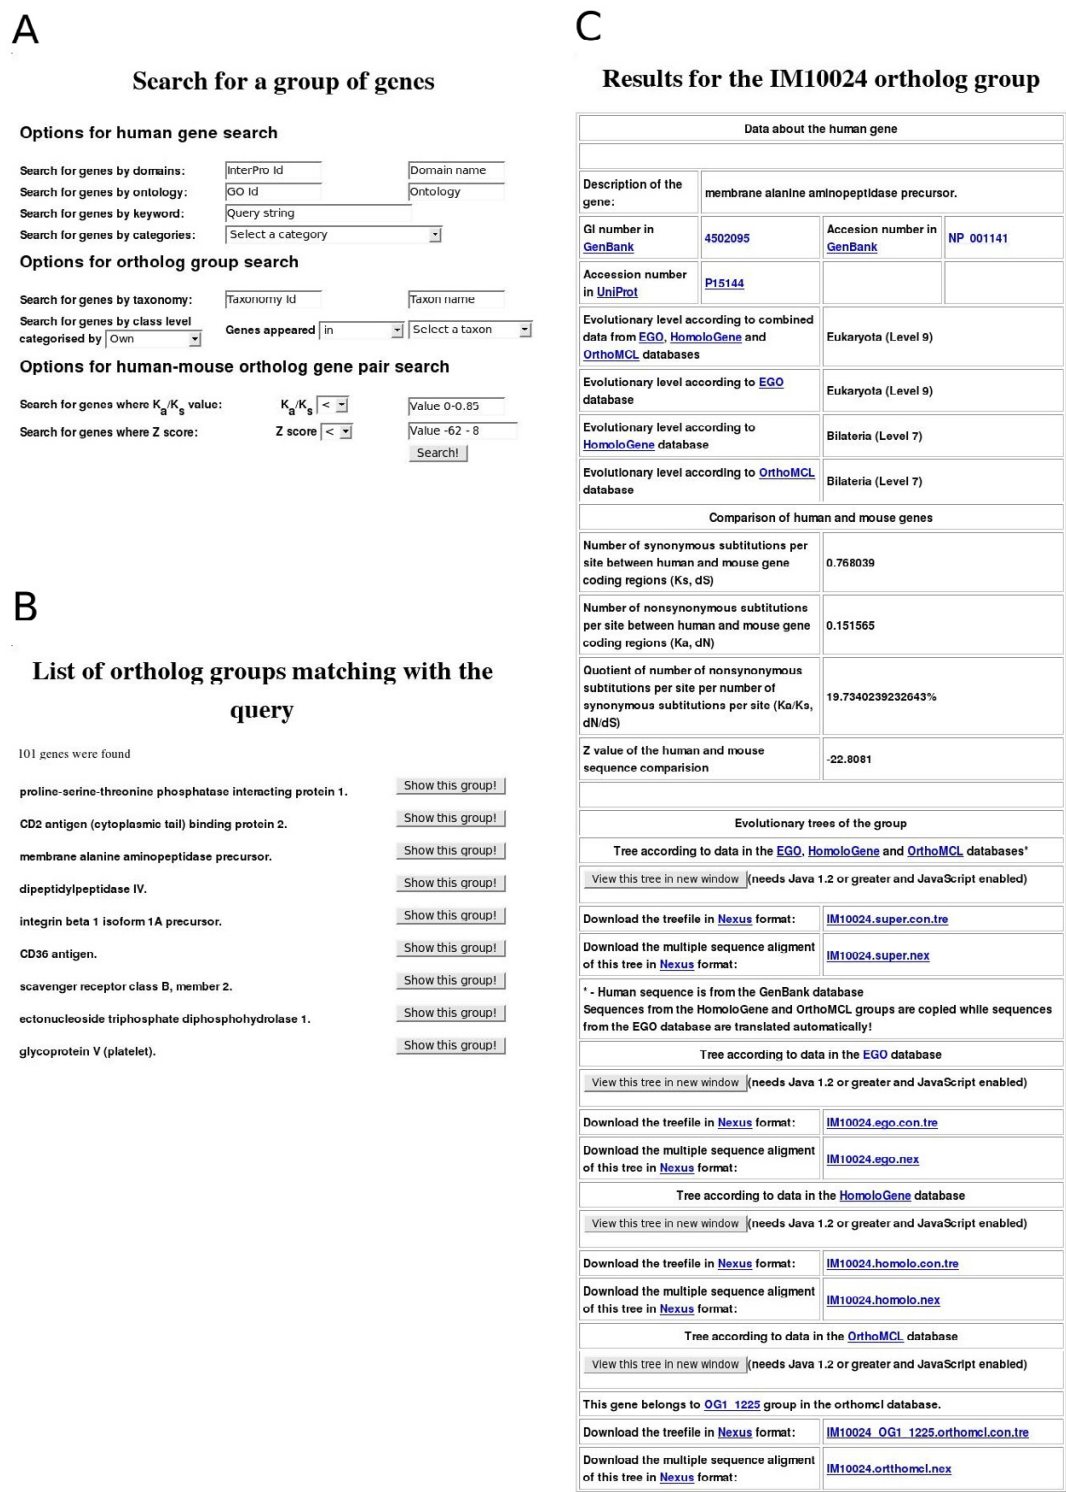 A
Search for a group of genes
Options for human gene search
Search for genes by domains: InterPro Id Domain name
Search for genes by ontology: GO Id Ontology
Search for genes by keyword: Query string
Search for genes by categories: Select a category
Options for ortholog group search
Search for genes by taxonomy: Taxonomy Id Taxon name
Search for genes by class level
categorised by Own Genes appeared in Select a taxon
Options for human-mouse ortholog gene pair search
Search for genes where Ka/Ks value: Ka/Ks < Value 0-0.85
Search for genes where Z score: Z score < Value -62 - 8
Search!
B
List of ortholog groups matching with the
query
101 genes were found
proline-serine-threonine phosphatase interacting protein 1. Show this group!
CD2 antigen (cytoplasmic tail) binding protein 2. Show this group!
membrane alanine aminopeptidase precursor. Show this group!
dipeptidylpeptidase IV. Show this group!
integrin beta 1 isoform 1A precursor. Show this group!
CD36 antigen. Show this group!
scavenger receptor class B, member 2. Show this group!
ectonucleoside triphosphate diphosphohydrolase 1. Show this group!
glycoprotein V (platelet). Show this group!
C
Results for the IM10024 ortholog group
Data about the human gene
Description of the
gene:
membrane alanine aminopeptidase precursor.
GI number in
GenBank
4502095
Accesion number in
GenBank
NP_001141
Accession number
in UniProt
P15144
Evolutionary level according to combined
data from EGO, HomoloGene and
OrthoMCL databases
Eukaryota (Level 9)
Evolutionary level according to EGO
database
Eukaryota (Level 9)
Evolutionary level according to
HomoloGene database
Bilateria (Level 7)
Evolutionary level according to OrthoMCL
database
Bilateria (Level 7)
Comparison of human and mouse genes
Number of synonymous subtitutions per
site between human and mouse gene
coding regions (Ks, dS)
0.768039
Number of nonsynonymous subtitutions
per site between human and mouse gene
coding regions (Ka, dN)
0.151565
Quotient of number of nonsynonymous
subtitutions per site per number of
synonymous subtitutions per site (Ka/Ks,
dN/dS)
19.7340239232643%
Z value of the human and mouse
sequence comparision
-22.8081
Evolutionary trees of the group
Tree according to data in the EGO, HomoloGene and OrthoMCL databases*
View this tree in new window (needs Java 1.2 or greater and JavaScript enabled)
Download the treefile in Nexus format: IM10024.super.con.tre
Download the multiple sequence aligment
of this tree in Nexus format:
IM10024.super.nex
* - Human sequence is from the GenBank database
Sequences from the HomoloGene and OrthoMCL groups are copied while sequences
from the EGO database are translated automatically!
Tree according to data in the EGO database
View this tree in new window (needs Java 1.2 or greater and JavaScript enabled)
Download the treefile in Nexus format: IM10024.ego.con.tre
Download the multiple sequence aligment
of this tree in Nexus format:
IM10024.ego.nex
Tree according to data in the HomoloGene database
View this tree in new window (needs Java 1.2 or greater and JavaScript enabled)
Download the treefile in Nexus format: IM10024.homolo.con.tre
Download the multiple sequence aligment
of this tree in Nexus format:
IM10024.homolo.nex
Tree according to data in the OrthoMCL database
View this tree in new window (needs Java 1.2 or greater and JavaScript enabled)
This gene belongs to OG1_1225 group in the orthomcl database.
Download the treefile in Nexus format: IM10024_OG1_1225.orthomcl.con.tre
Download the multiple sequence aligment
of this tree in Nexus format:
IM10024.ortthomcl.nex